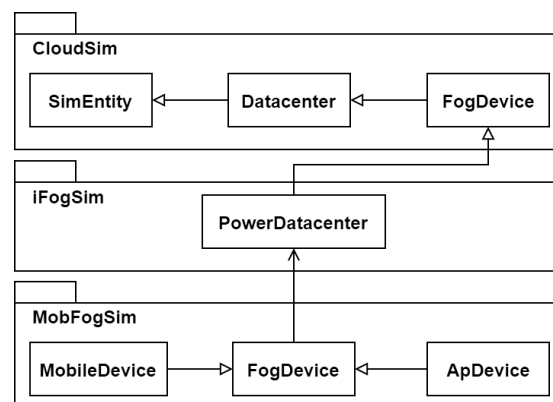 CloudSim
SimEntity
Datacenter
FogDevice
iFogSim
PowerDatacenter
MobFogSim
MobileDevice
FogDevice
ApDevice